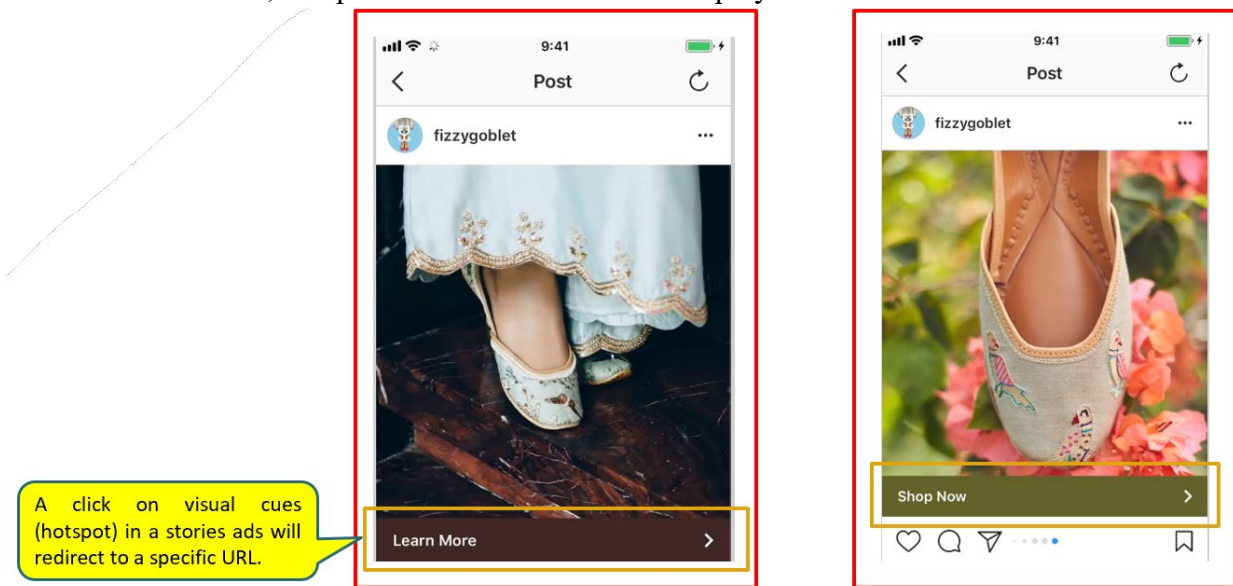 9:41
Post
fizzygoblet
Learn More
9:41
Post
fizzygoblet
Shop Now
A click on visual cues
(hotspot) in a stories ads will
redirect to a specific URL.